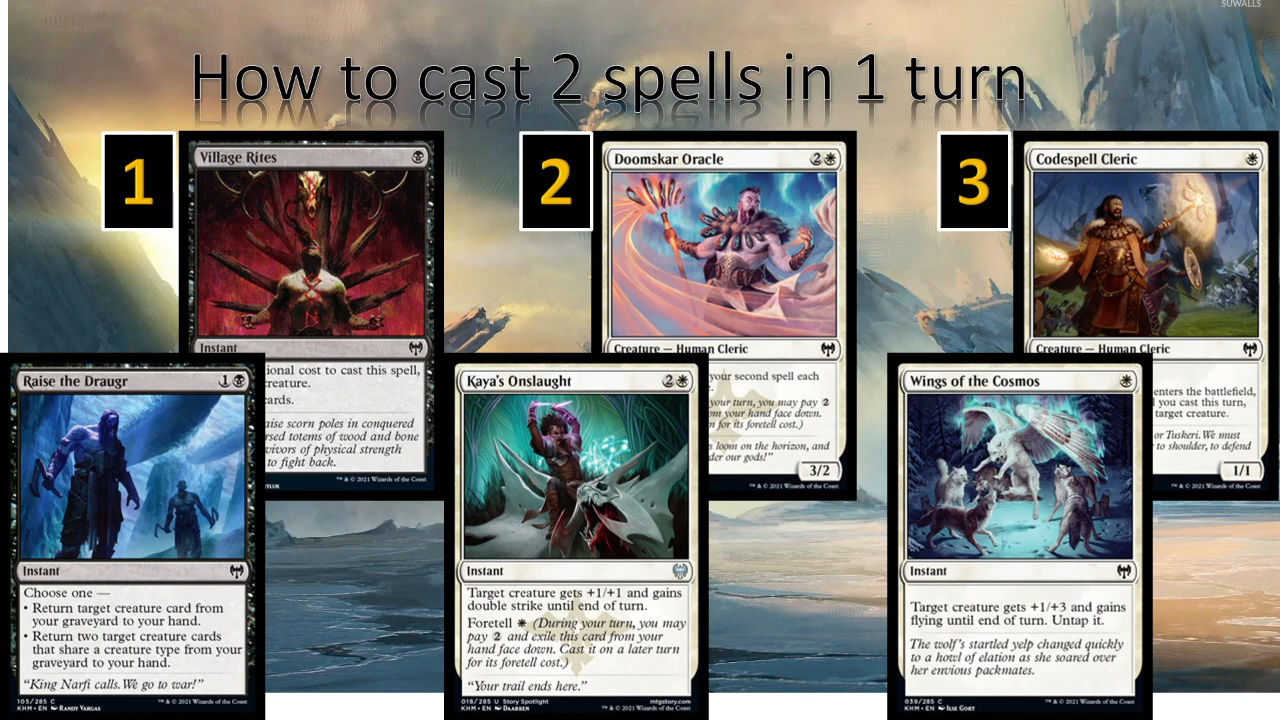 SUWALLS
How to cast 2 spells in 1 turn
1
Village Rites
Instant
ional cost to cast this spell,
creature.
cards.
aise scorn poles in conquered
rsed totems of wood and bone
vivors of physical strength
to fight back.
™ & © 2021 Wizards of the Coast
Raise the Draugr 1
Instant
Choose one —
• Return target creature card from
your graveyard to your hand.
• Return two target creature cards
that share a creature type from your
graveyard to your hand.
“King Narfi calls. We go to war!”
105/285 C
KHM • EN RANDY VARGAS
™ & © 2021 Wizards of the Coast
2
Doomskar Oracle 2
Creature — Human Cleric
your second spell each
your turn, you may pay 2
om your hand face down.
n for its foretell cost.)
s loom on the horizon, and
der our gods!”
3/2
™ & © 2021 Wizards of the Coast
Kaya's Onslaught 2
Instant
Target creature gets +1/+1 and gains
double strike until end of turn.
Foretell (During your turn, you may
pay 2 and exile this card from your
hand face down. Cast it on a later turn
for its foretell cost.)
“Your trail ends here.”
018/285 U Story Spotlight
KHM • EN DAARKEN
mtgstory.com
™ & © 2021 Wizards of the Coast
3
Codespell Cleric
Creature — Human Cleric
enters the battlefield,
l you cast this turn,
target creature.
or Tuskeri. We must
to shoulder, to defend
1/1
™ & © 2021 Wizards of the Coast
Wings of the Cosmos
Instant
Target creature gets +1/+3 and gains
flying until end of turn. Untap it.
The wolf's startled yelp changed quickly
to a howl of elation as she soared over
her envious packmates.
039/285 C
KHM • EN ILSE GORT
™ & © 2021 Wizards of the Coast